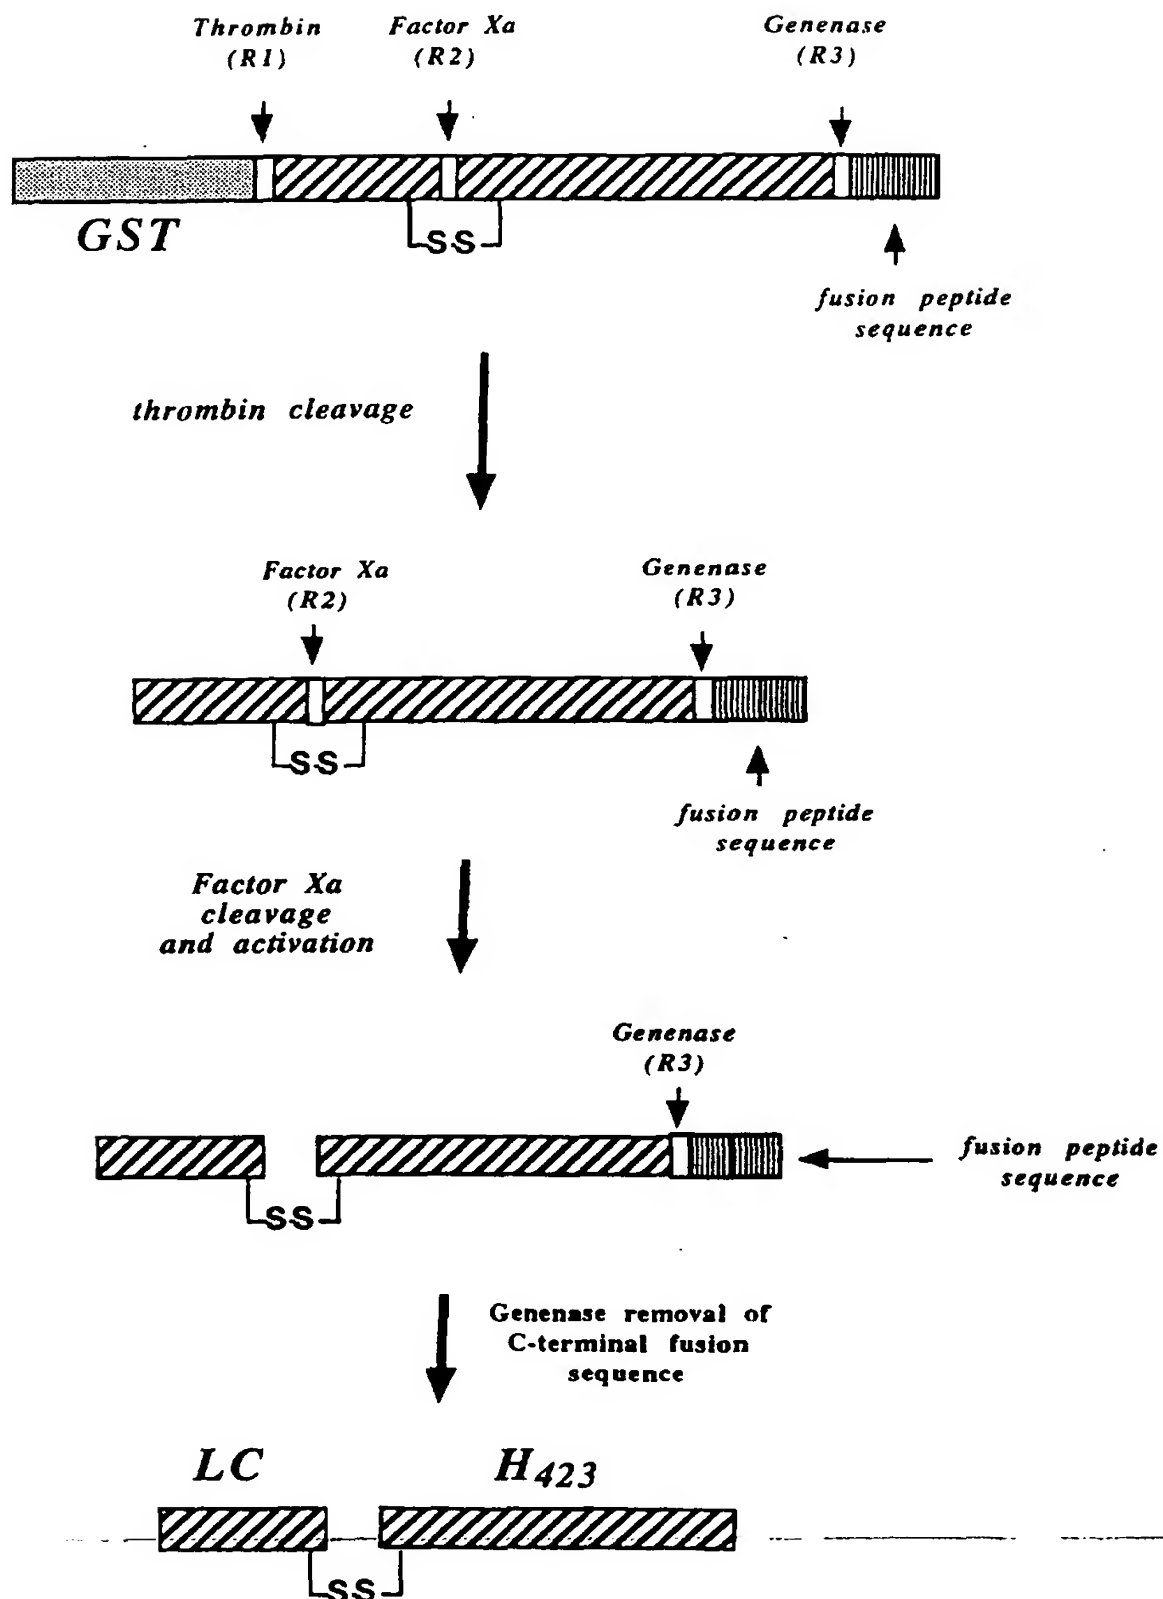 Thrombin
(R1)
Factor Xa
(R2)
Genenase
(R3)
GST
SS
fusion peptide
sequence
thrombin cleavage
Factor Xa
(R2)
Genenase
(R3)
SS
fusion peptide
sequence
Factor Xa
cleavage
and activation
Genenase
(R3)
fusion peptide
sequence
SS
Genenase removal of
C-terminal fusion
sequence
LC
H423
SS